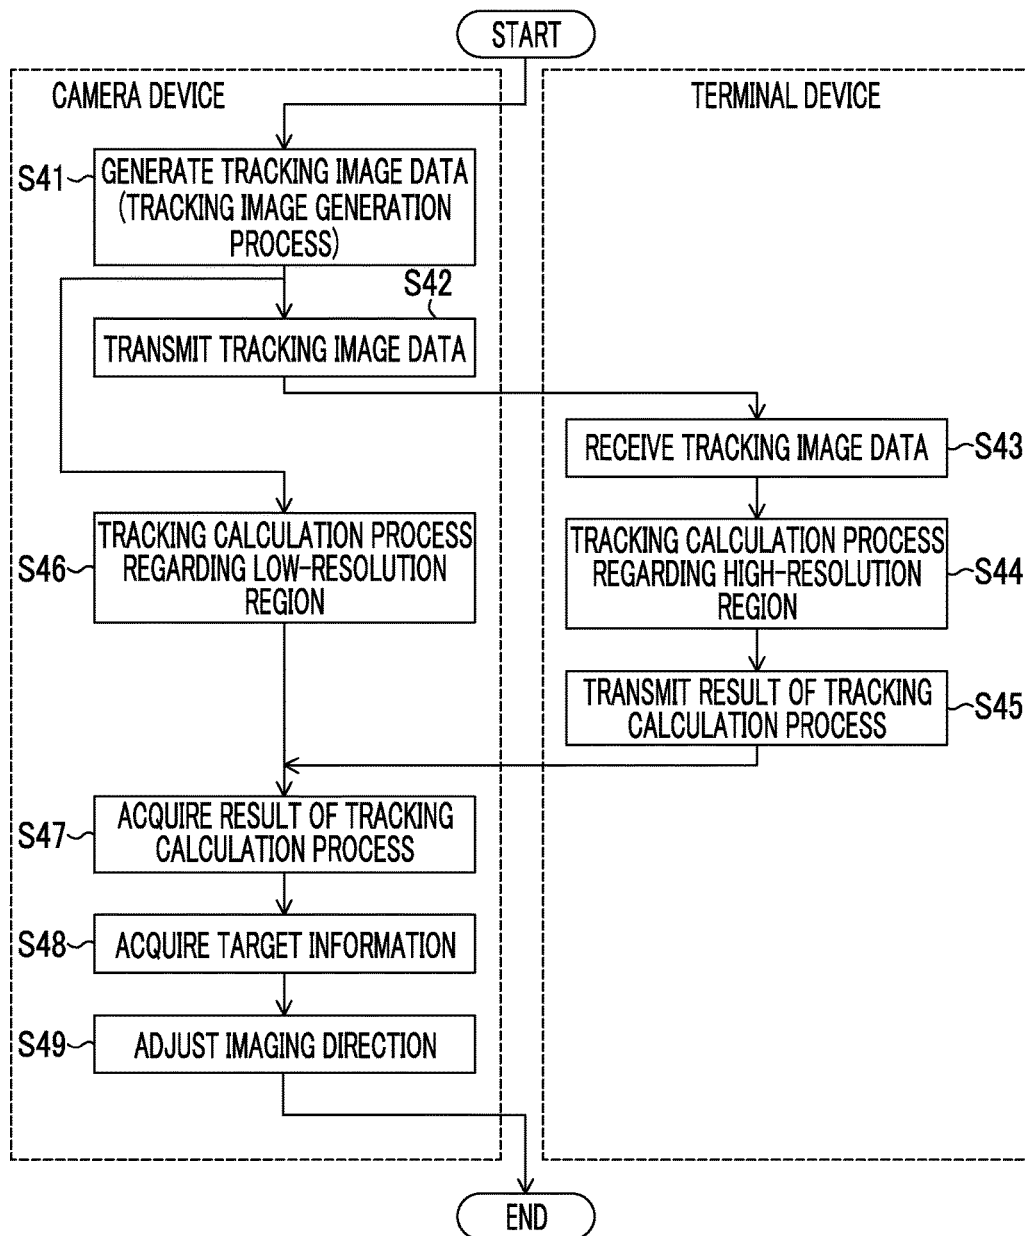 START
CAMERA DEVICE
TERMINAL DEVICE
S41
GENERATE TRACKING IMAGE DATA
(TRACKING IMAGE GENERATION
PROCESS)
S42
TRANSMIT TRACKING IMAGE DATA
RECEIVE TRACKING IMAGE DATA
S43
S46
TRACKING CALCULATION PROCESS
REGARDING LOW-RESOLUTION
REGION
TRACKING CALCULATION PROCESS
REGARDING HIGH-RESOLUTION
REGION
S44
TRANSMIT RESULT OF TRACKING
CALCULATION PROCESS
S45
S47
ACQUIRE RESULT OF TRACKING
CALCULATION PROCESS
S48
ACQUIRE TARGET INFORMATION
S49
ADJUST IMAGING DIRECTION
END